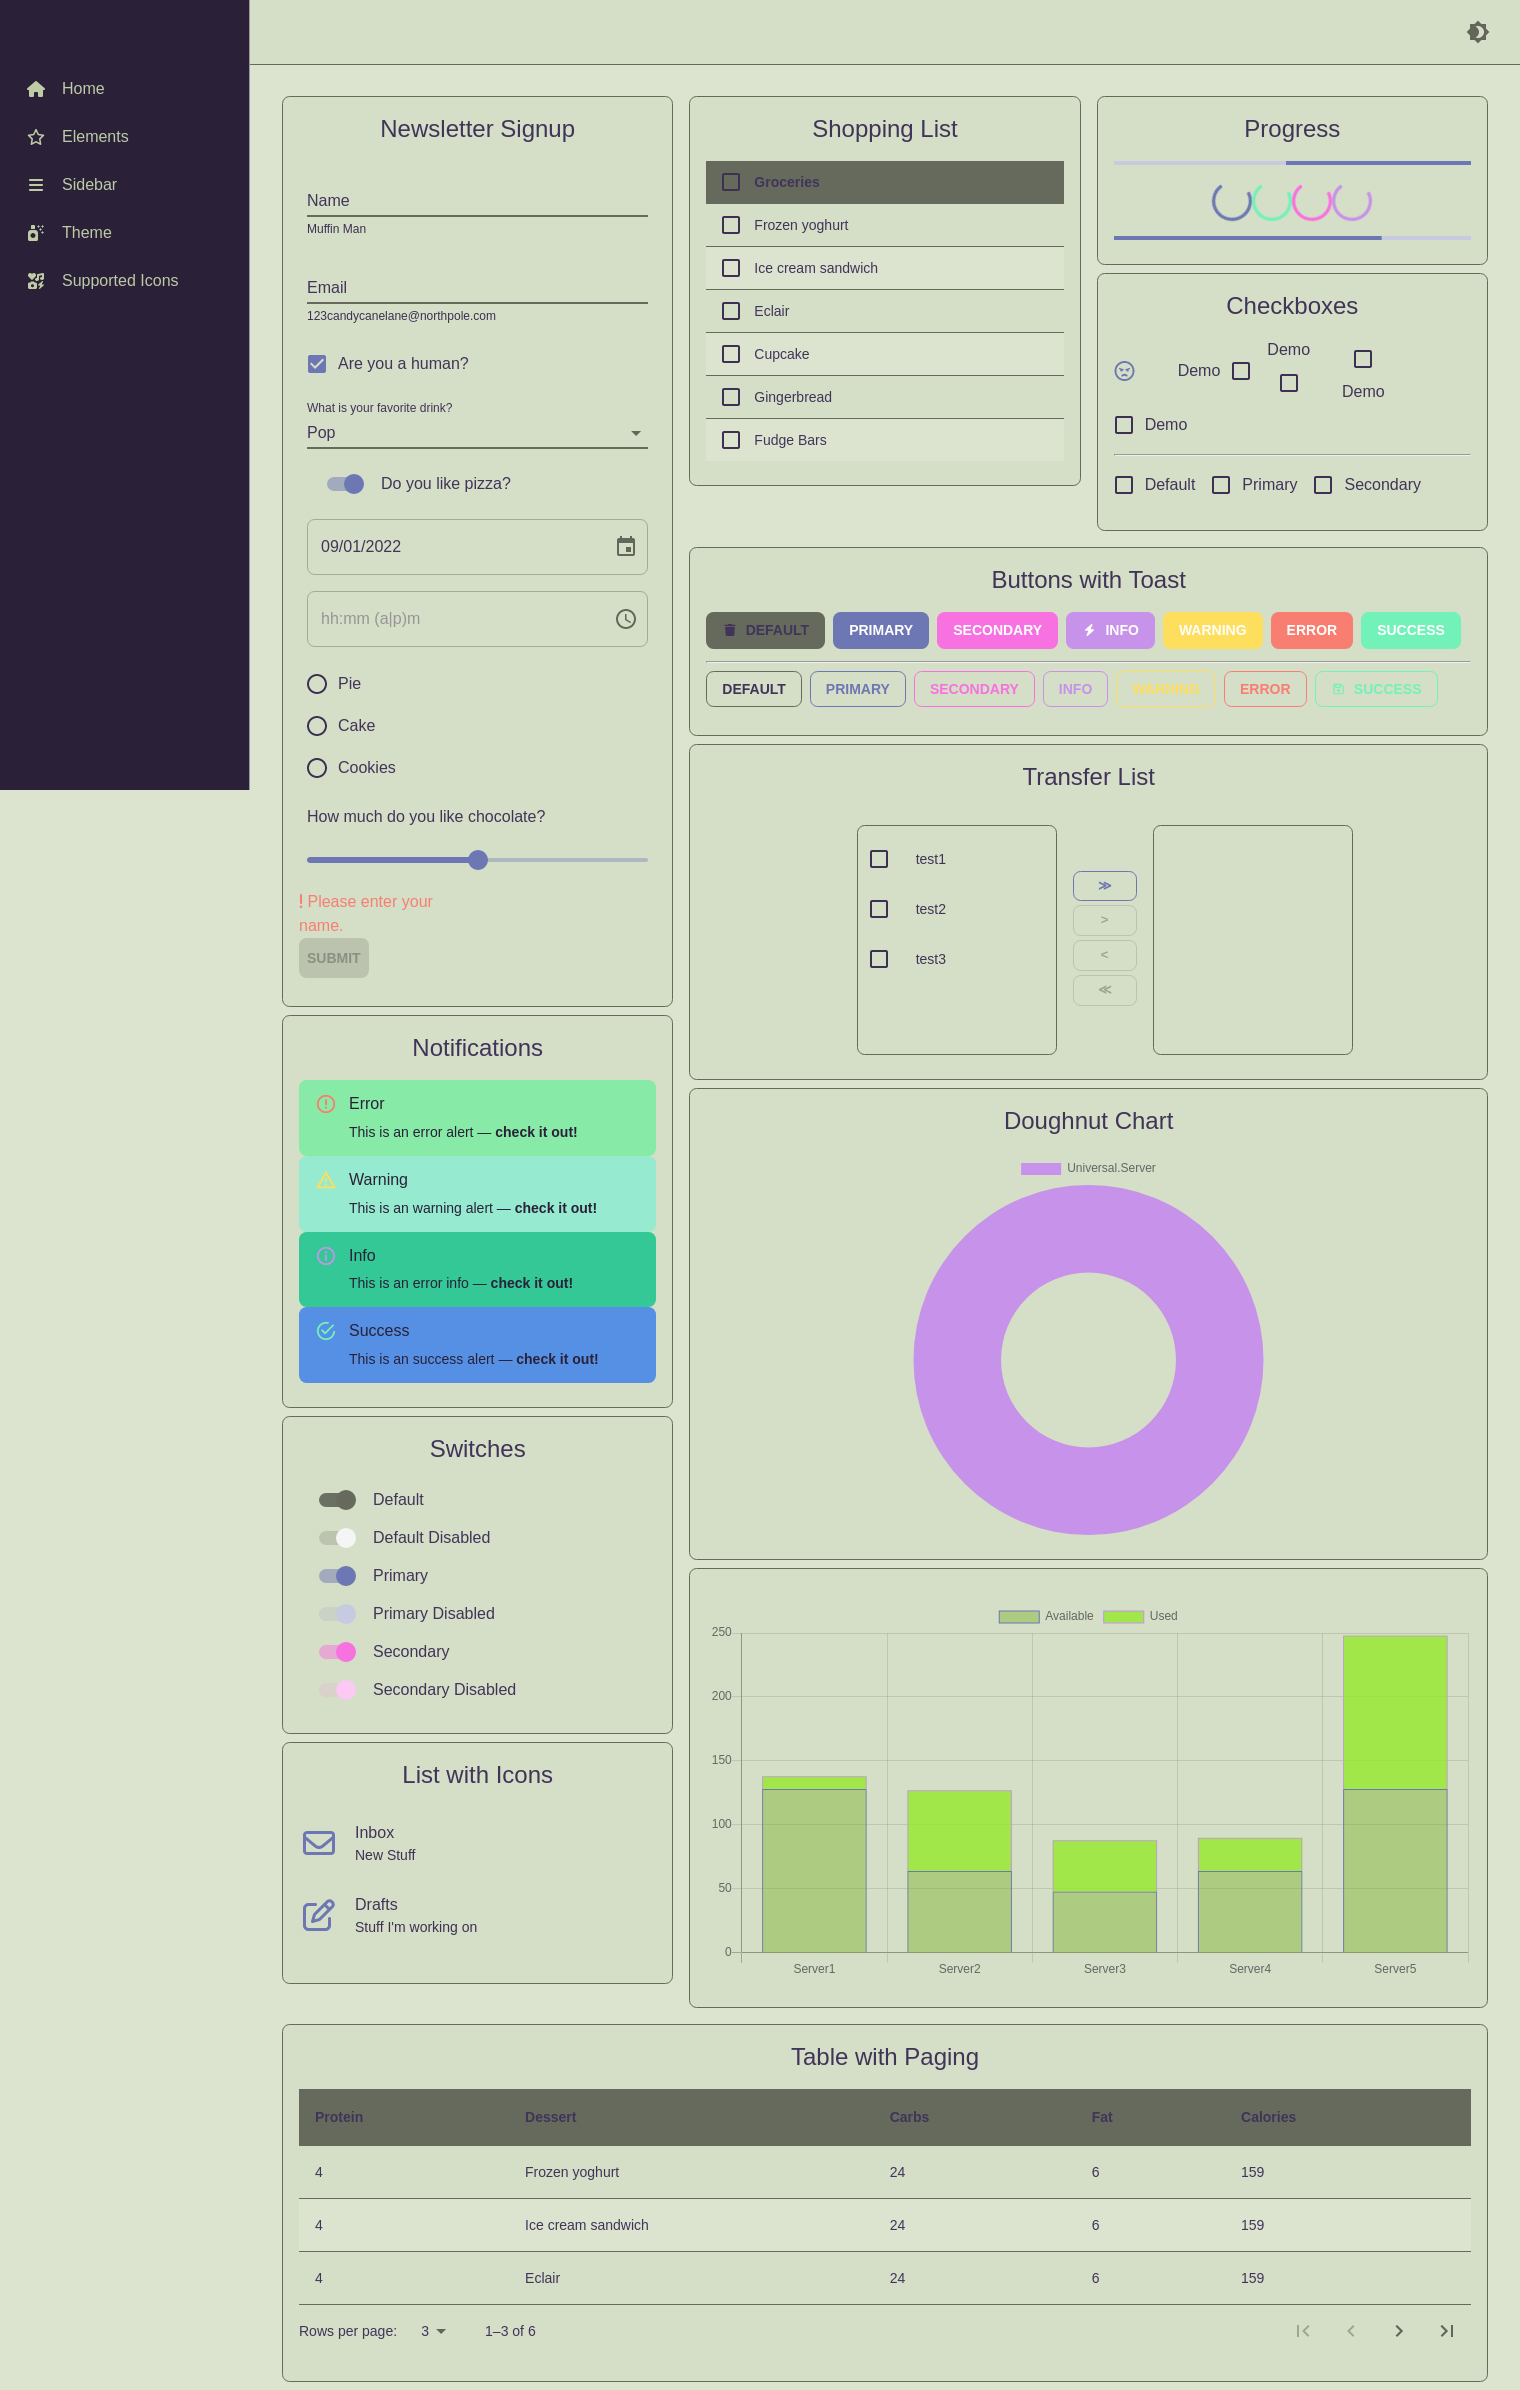 Home
Elements
Sidebar
Theme
Supported Icons
Newsletter Signup
Name
Muffin Man
Email
123candycanelane@northpole.com
Are you a human?
What is your favorite drink?
Pop
Do you like pizza?
09/01/2022
hh:mm (a|p)m
Pie
Cake
Cookies
How much do you like chocolate?
! Please enter your
name.
SUBMIT
Notifications
Error
This is an error alert — check it out!
Warning
This is an warning alert — check it out!
Info
This is an error info — check it out!
Success
This is an success alert — check it out!
Switches
Default
Default Disabled
Primary
Primary Disabled
Secondary
Secondary Disabled
List with Icons
Inbox
New Stuff
Drafts
Stuff I'm working on
Shopping List
Groceries
Frozen yoghurt
Ice cream sandwich
Eclair
Cupcake
Gingerbread
Fudge Bars
Progress
Checkboxes
Demo
Demo
Demo
Demo
Default Primary Secondary
Buttons with Toast
DEFAULT PRIMARY SECONDARY INFO WARNING ERROR SUCCESS
DEFAULT PRIMARY SECONDARY INFO WARNING ERROR SUCCESS
Transfer List
test1
test2
test3
≫
>
<
≪
Doughnut Chart
Universal.Server
Available Used
250
200
150
100
50
0
Server1 Server2 Server3 Server4 Server5
Table with Paging
Protein Dessert Carbs Fat Calories
4 Frozen yoghurt 24 6 159
4 Ice cream sandwich 24 6 159
4 Eclair 24 6 159
Rows per page: 3 1–3 of 6